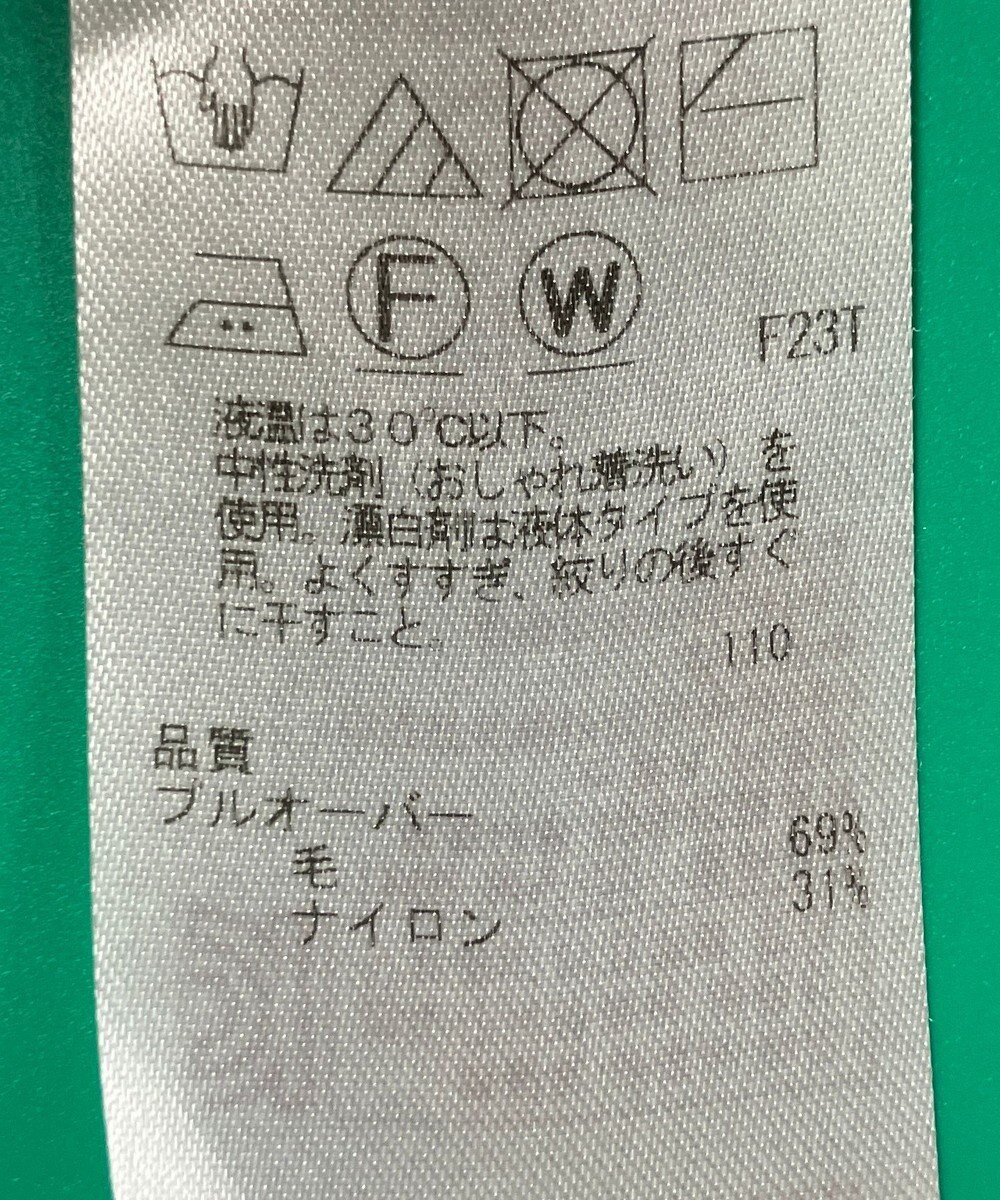 F W
F23T
液温は30℃以下。
中性洗剤(おしゃれ着洗い)を
使用。漂白剤は液体タイプを使
用。よくすすぎ、絞りの後すぐ
に干すこと。
110
品質
プルオーバー
毛 69%
ナイロン 31%